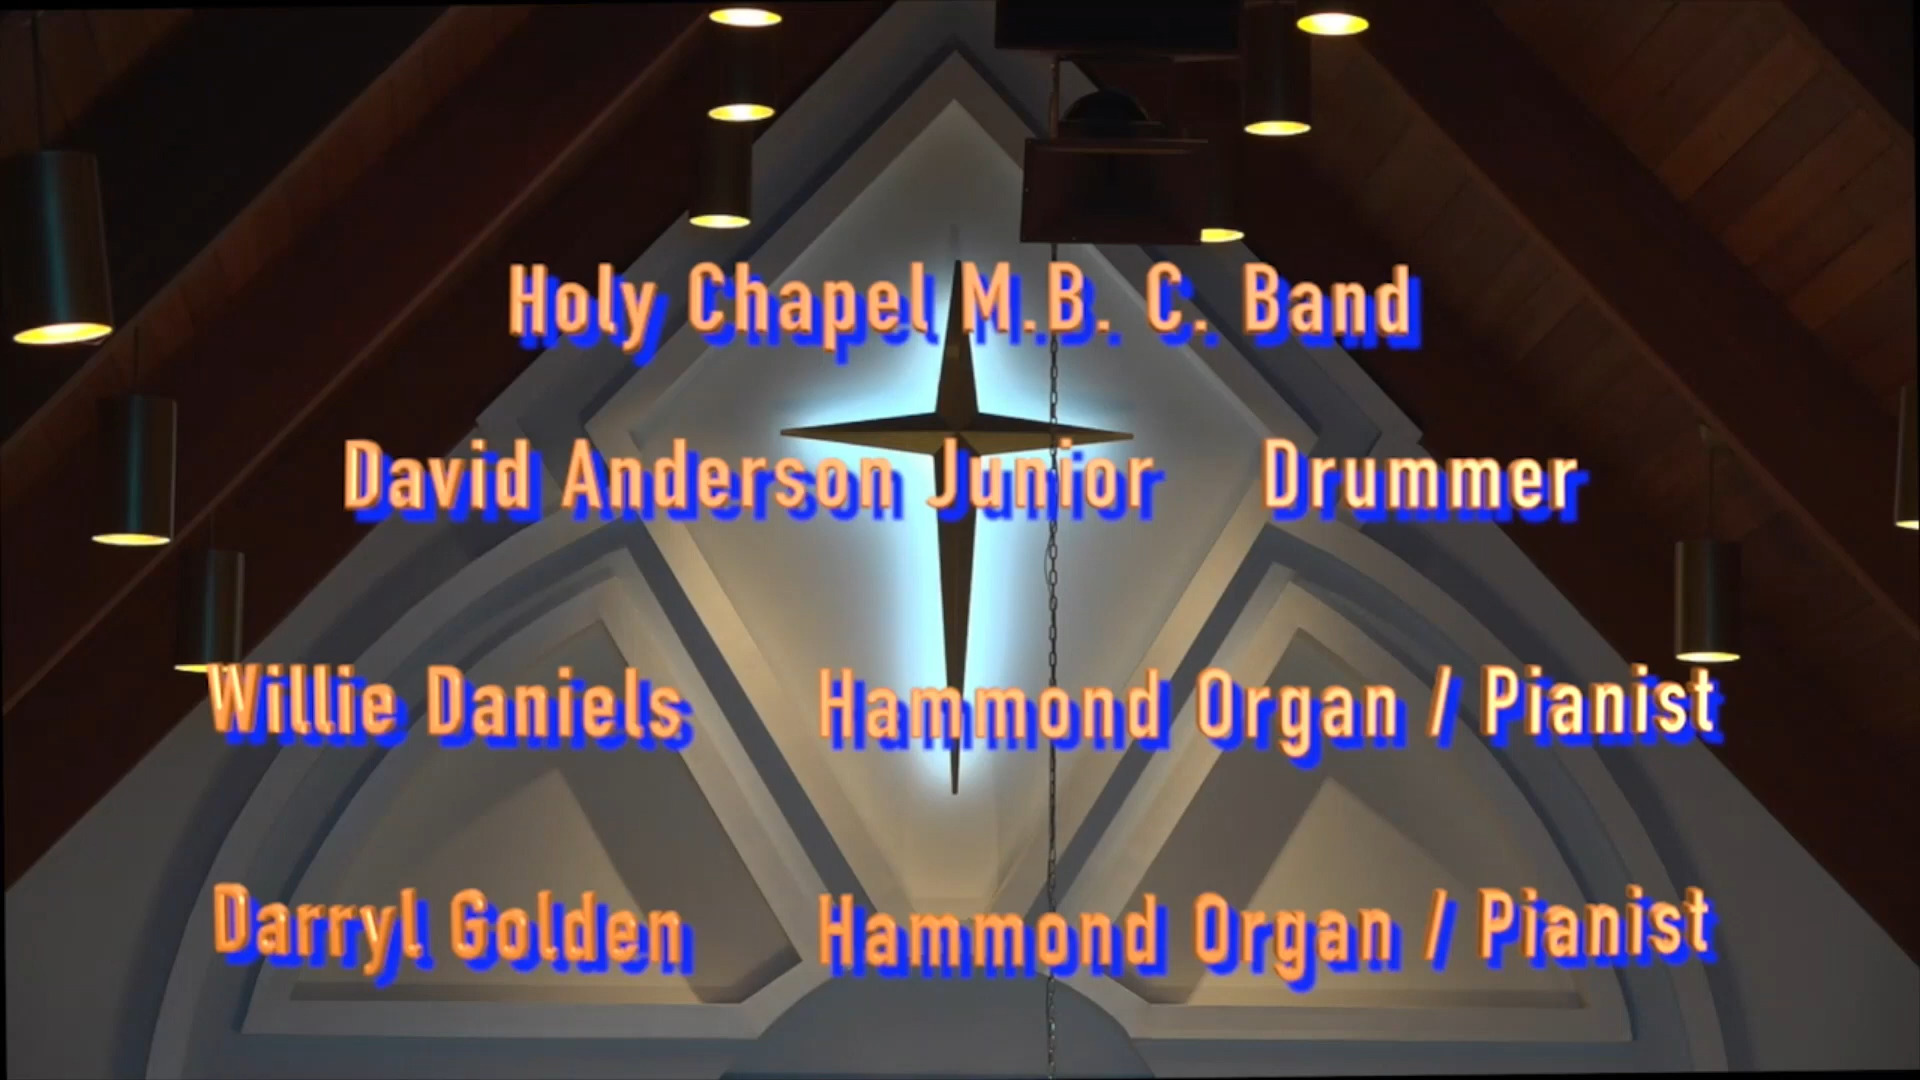 Holy Chapel M.B. C. Band
David Anderson Junior Drummer
Willie Daniels Hammond Organ / Pianist
Darryl Golden Hammond Organ / Pianist